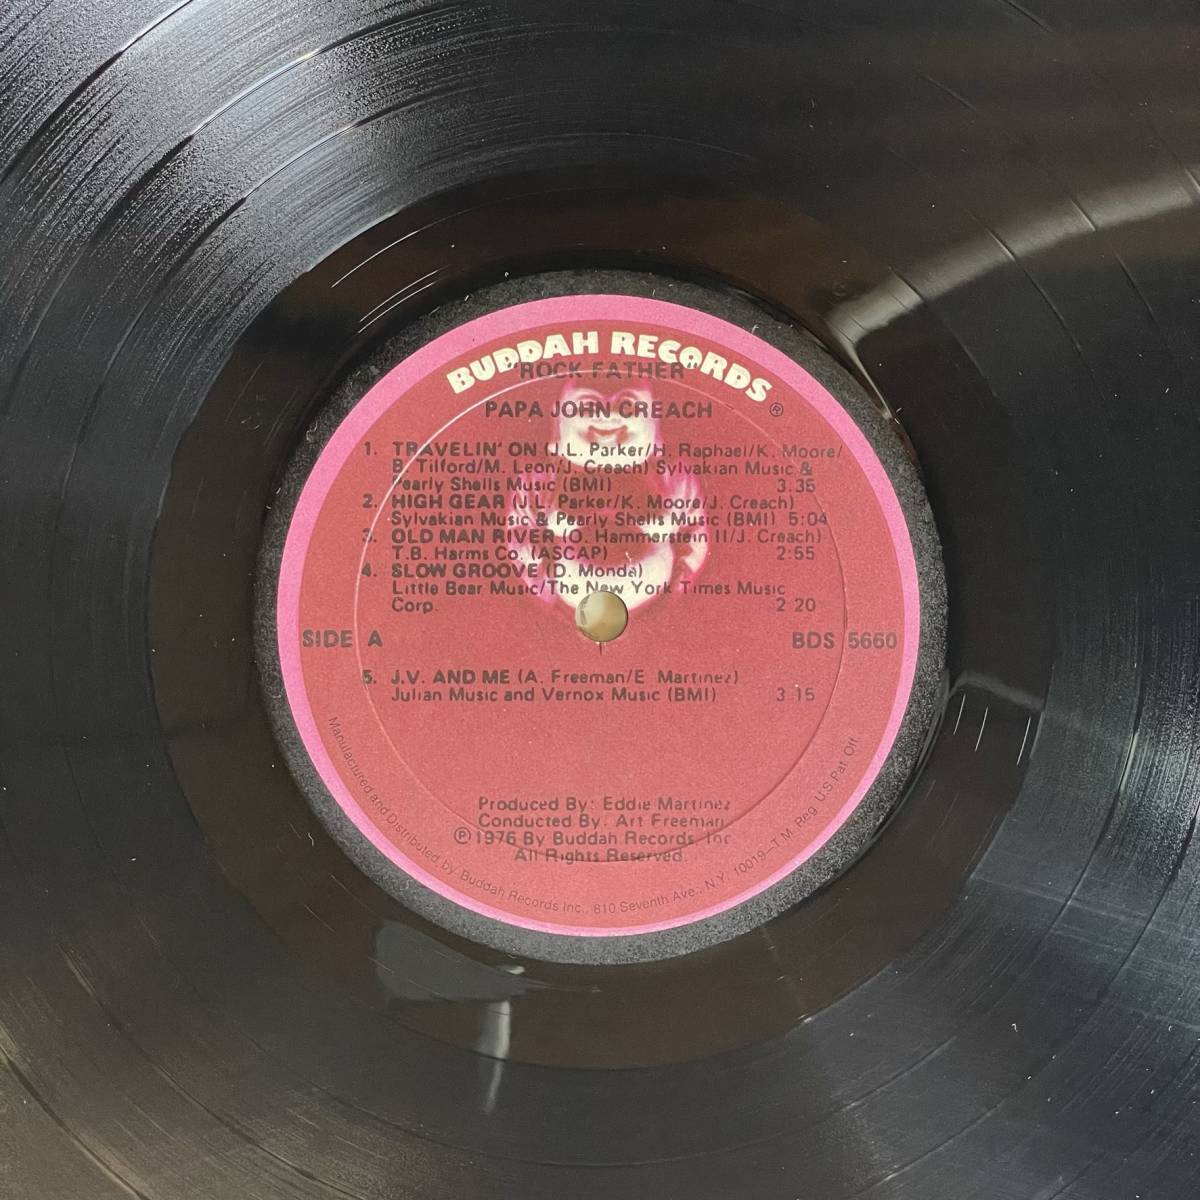 BUDDAH RECORDS
"ROCK FATHER"
PAPA JOHN CREACH ®
1. TRAVELIN' ON (J.L. Parker/H. Raphael/K. Moore/
B. Tilford/M. Leon/J. Creach) Sylvakian Music &
Pearly Shells Music (BMI) 3:35
2. HIGH GEAR (J.L. Parker/K. Moore/J. Creach)
Sylvakian Music & Pearly Shells Music (BMI) 5:04
3. OLD MAN RIVER (O. Hammerstein II/J. Creach)
T.B. Harms Co. (ASCAP) 2:55
4. SLOW GROOVE (D. Monda)
Little Bear Music/The New York Times Music
Corp. 2 20
SIDE A BDS 5660
5. J.V. AND ME (A. Freeman/E. Martinez)
Julian Music and Vernox Music (BMI) 3 15
Produced By: Eddie Martinez
Conducted By: Art Freeman
℗ 1976 By Buddah Records, Inc
All Rights Reserved.
Manufactured and Distributed by Buddah Records Inc., 810 Seventh Ave., N.Y. 10019—T.M. Reg. U.S. Pat. Off.